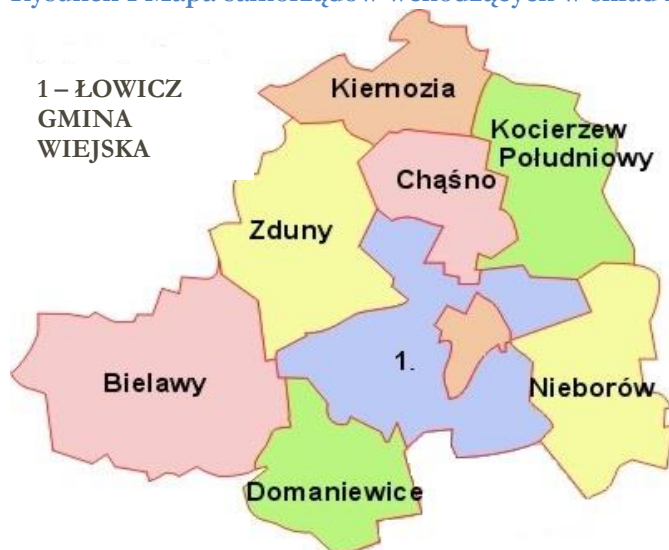 1 – ŁOWICZ
GMINA
WIEJSKA
Kiernozia
Kocierzew
Południowy
Chąśno
Zduny
1.
Bielawy
Nieborów
Domaniewice